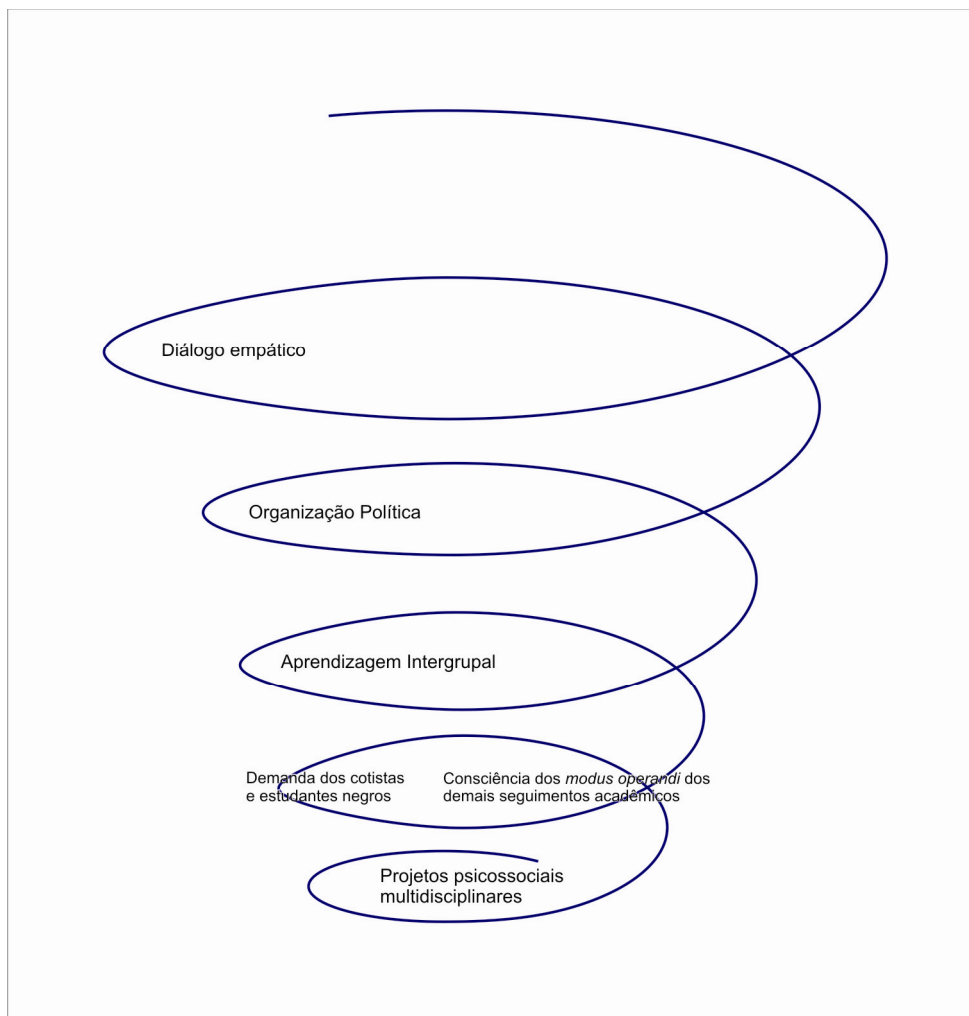 Diálogo empático
Organização Política
Aprendizagem Intergrupal
Demanda dos cotistas
e estudantes negros
Consciência dos modus operandi dos
demais seguimentos acadêmicos
Projetos psicossociais
multidisciplinares